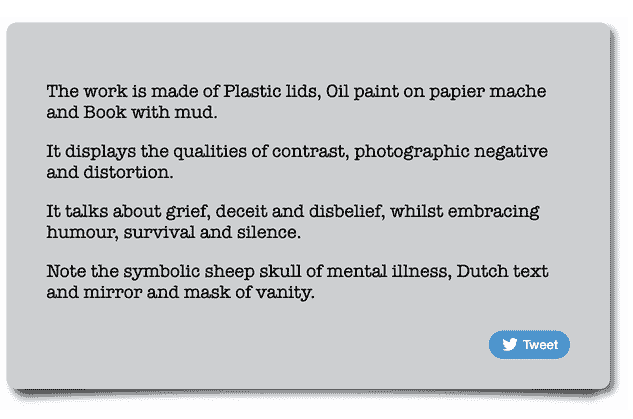 The work is made of Plastic lids, Oil paint on papier mache
and Book with mud.
It displays the qualities of contrast, photographic negative
and distortion.
It talks about grief, deceit and disbelief, whilst embracing
humour, survival and silence.
Note the symbolic sheep skull of mental illness, Dutch text
and mirror and mask of vanity.
Tweet